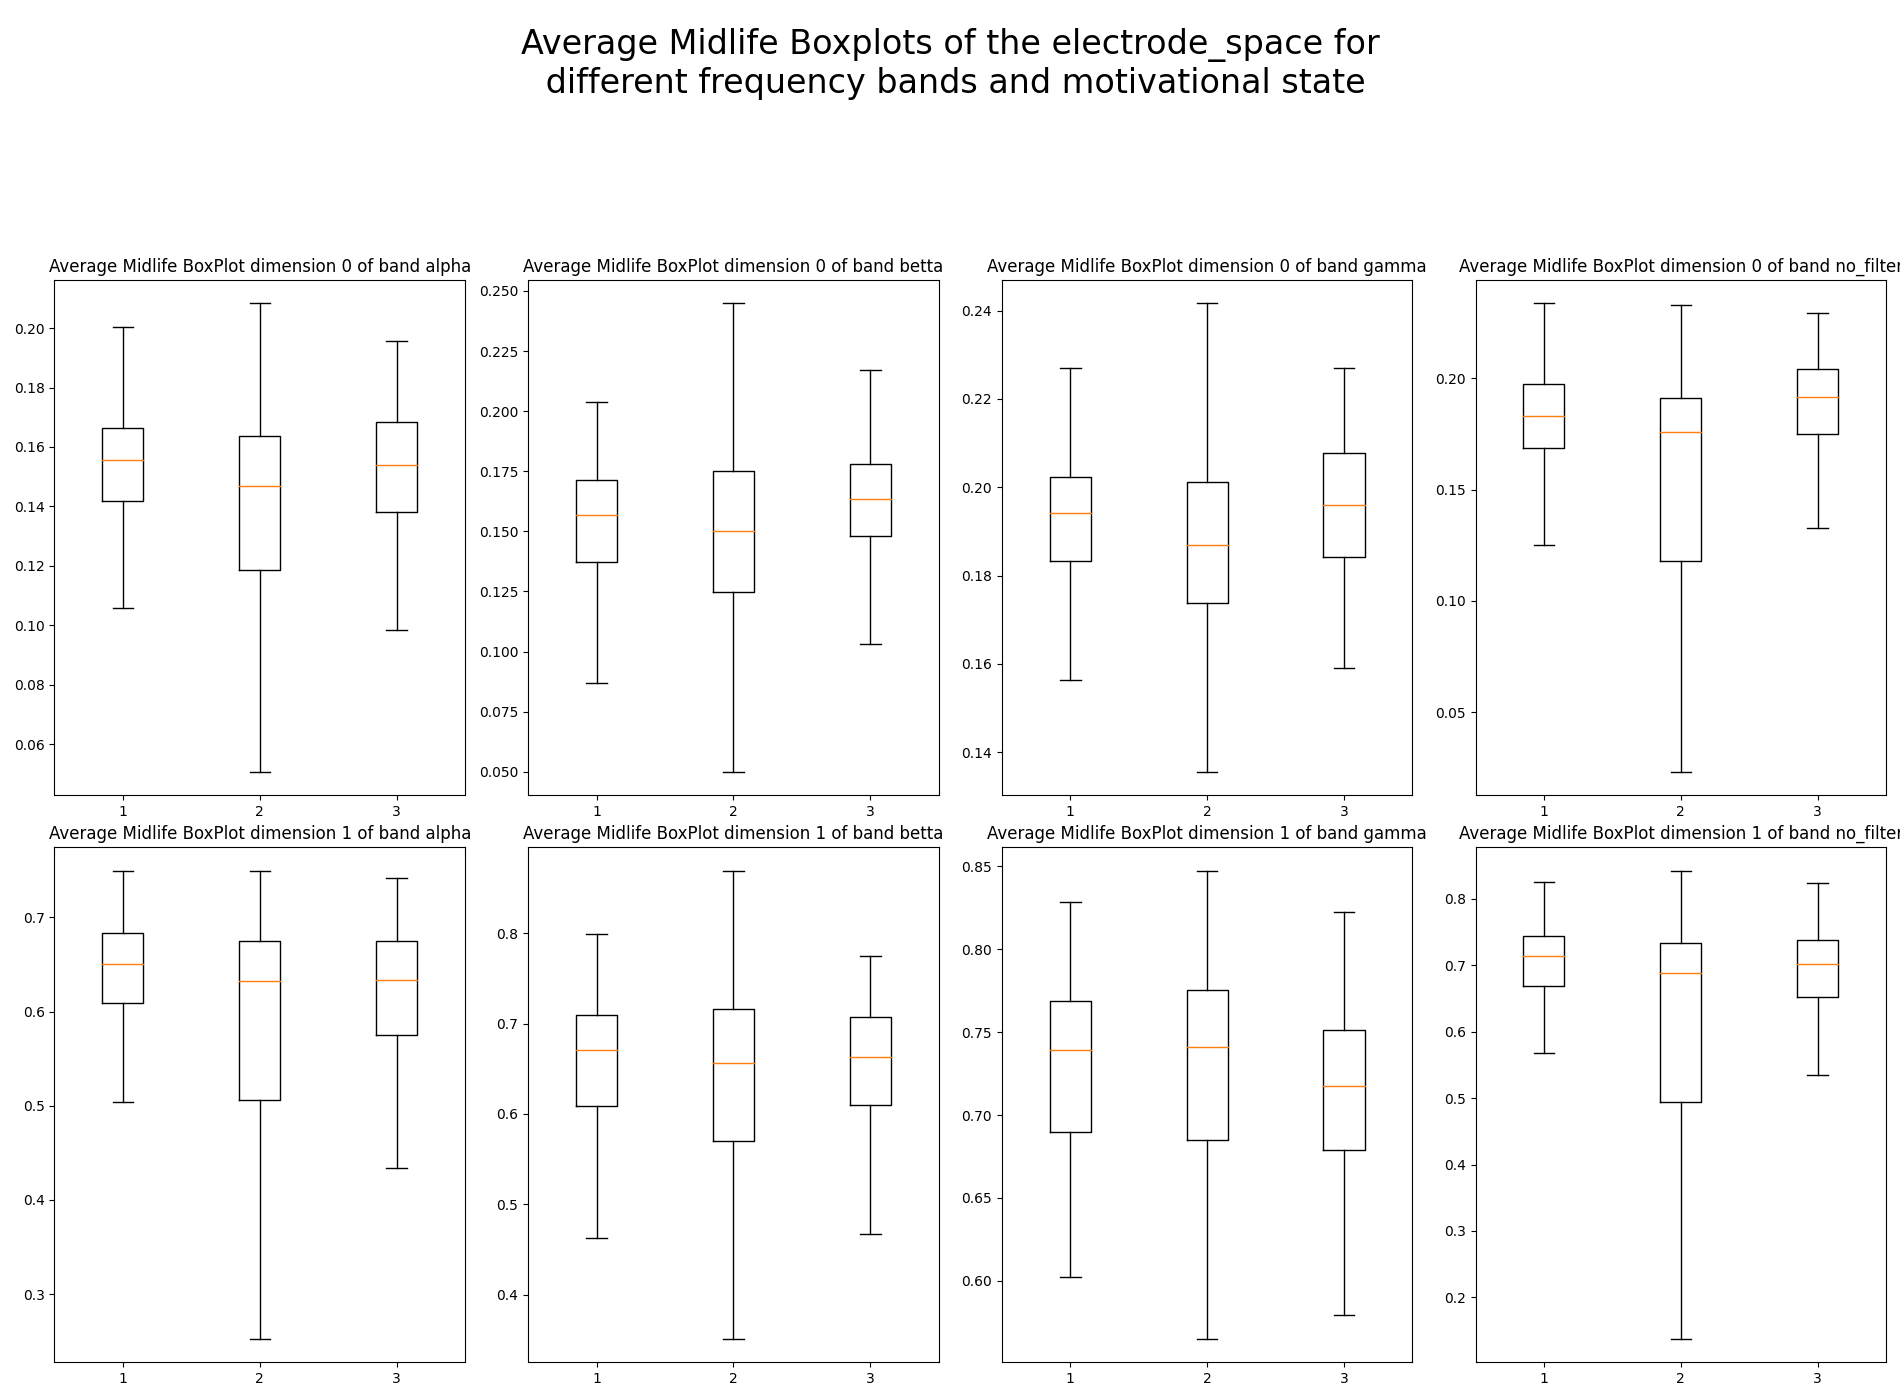 Average Midlife Boxplots of the electrode_space for
different frequency bands and motivational state
Average Midlife BoxPlot dimension 0 of band alpha
0.20
0.18
0.16
0.14
0.12
0.10
0.08
0.06
1 2 3
Average Midlife BoxPlot dimension 0 of band betta
0.250
0.225
0.200
0.175
0.150
0.125
0.100
0.075
0.050
1 2 3
Average Midlife BoxPlot dimension 0 of band gamma
0.24
0.22
0.20
0.18
0.16
0.14
1 2 3
Average Midlife BoxPlot dimension 0 of band no_filter
0.20
0.15
0.10
0.05
1 2 3
Average Midlife BoxPlot dimension 1 of band alpha
0.7
0.6
0.5
0.4
0.3
1 2 3
Average Midlife BoxPlot dimension 1 of band betta
0.8
0.7
0.6
0.5
0.4
1 2 3
Average Midlife BoxPlot dimension 1 of band gamma
0.85
0.80
0.75
0.70
0.65
0.60
1 2 3
Average Midlife BoxPlot dimension 1 of band no_filter
0.8
0.7
0.6
0.5
0.4
0.3
0.2
1 2 3